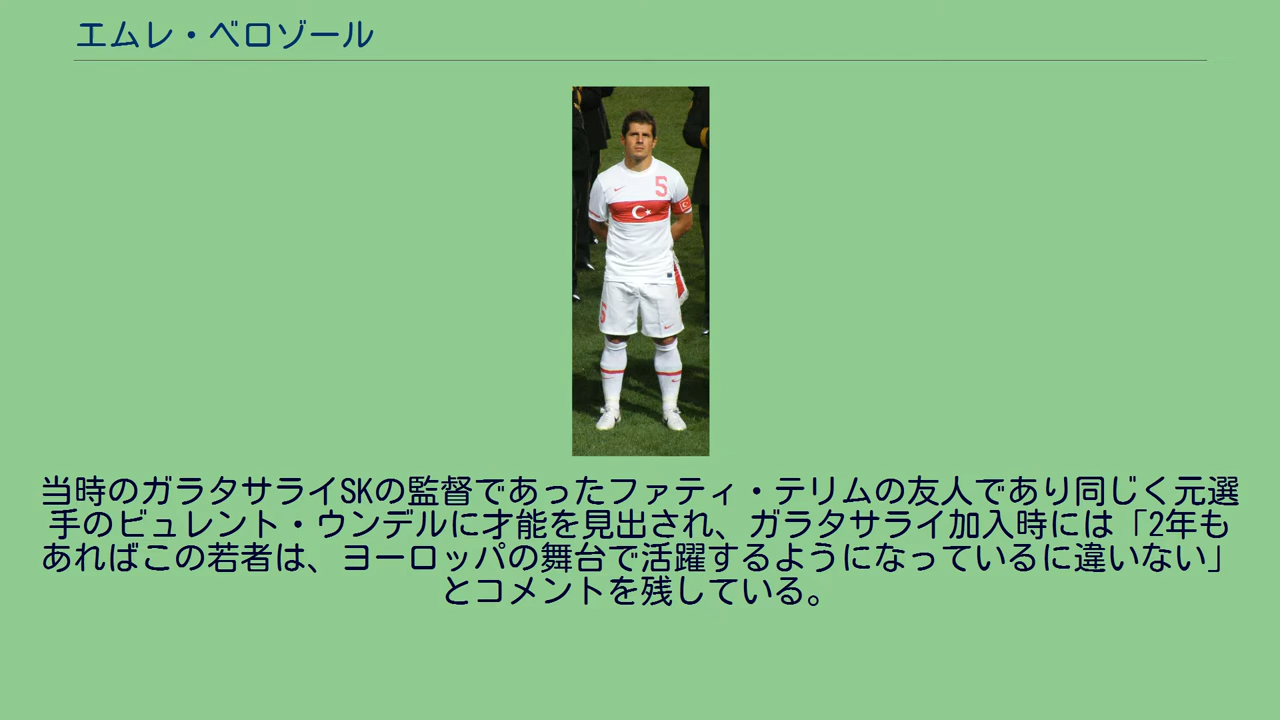 エムレ・ベロゾール
5
5
当時のガラタサライSKの監督であったファティ・テリムの友人であり同じく元選
手のビュレント・ウンデルに才能を見出され、ガラタサライ加入時には「2年も
あればこの若者は、ヨーロッパの舞台で活躍するようになっているに違いない」
とコメントを残している。